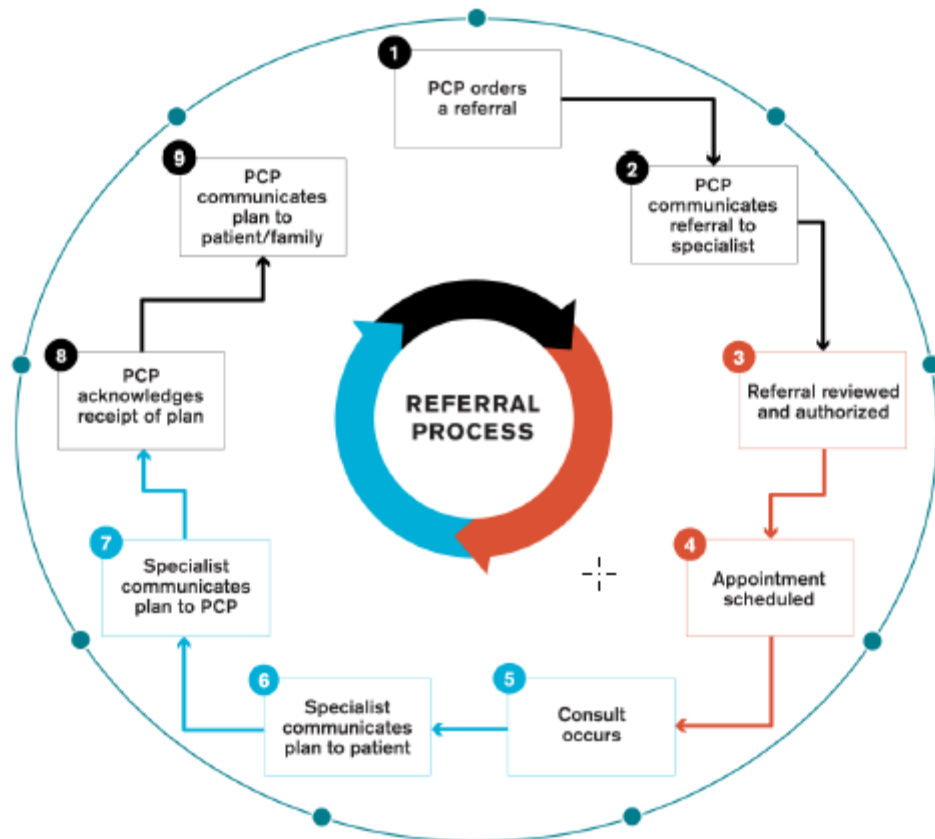 1
PCP orders
a referral
2
PCP
communicates
referral to
specialist
3
Referral reviewed
and authorized
4
Appointment
scheduled
5
Consult
occurs
6
Specialist
communicates
plan to patient
7
Specialist
communicates
plan to PCP
8
PCP
acknowledges
receipt of plan
9
PCP
communicates
plan to
patient/family
REFERRAL
PROCESS